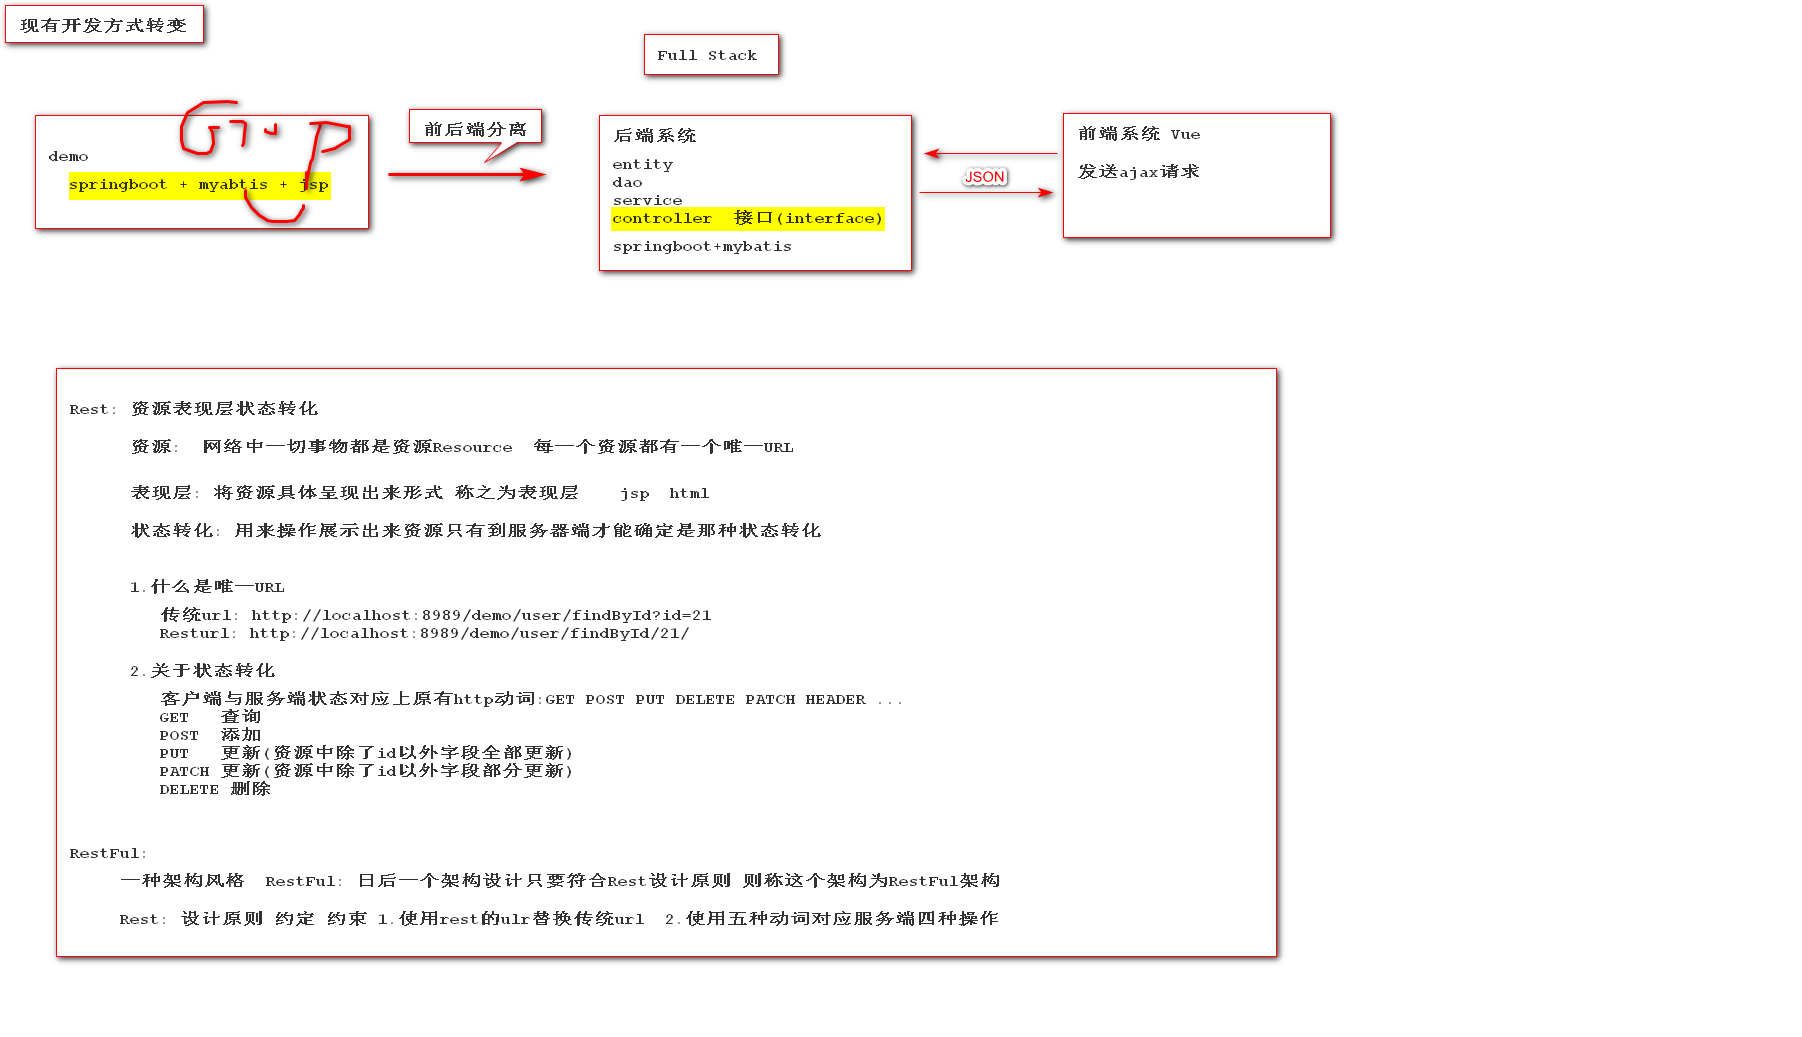 现有开发方式转变
Full Stack
demo
springboot + myabtis + jsp
前后端分离
后端系统
entity
dao
service
controller 接口(interface)
springboot+mybatis
JSON
前端系统 Vue
发送ajax请求
Rest: 资源表现层状态转化
资源: 网络中一切事物都是资源Resource 每一个资源都有一个唯一URL
表现层: 将资源具体呈现出来形式 称之为表现层 jsp html
状态转化: 用来操作展示出来资源只有到服务器端才能确定是那种状态转化
1.什么是唯一URL
传统url: http://localhost:8989/demo/user/findById?id=21
Resturl: http://localhost:8989/demo/user/findById/21/
2.关于状态转化
客户端与服务端状态对应上原有http动词:GET POST PUT DELETE PATCH HEADER ...
GET 查询
POST 添加
PUT 更新(资源中除了id以外字段全部更新)
PATCH 更新(资源中除了id以外字段部分更新)
DELETE 删除
RestFul:
一种架构风格 RestFul: 日后一个架构设计只要符合Rest设计原则 则称这个架构为RestFul架构
Rest: 设计原则 约定 约束 1.使用rest的ulr替换传统url 2.使用五种动词对应服务端四种操作